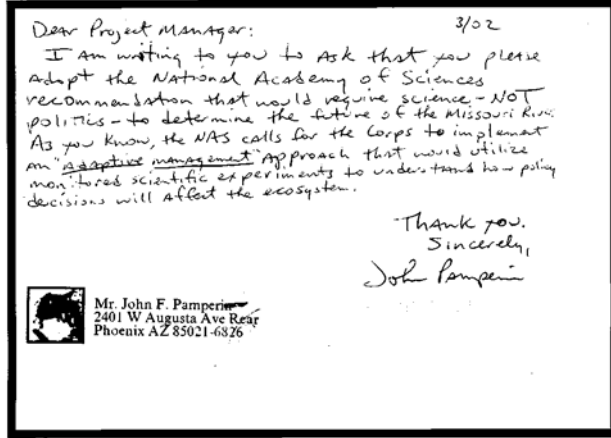 Dear Project Manager:
3/02
I Am writing to you to Ask that you please
Adopt the National Academy of Sciences
recommendation that would require science - NOT
politics - to determine the future of the Missouri River.
As you know, the NAS calls for the Corps to implement
an "Adaptive management" Approach that would utilize
monitored scientific experiments to understand how policy
decisions will Affect the ecosystem.
Thank you.
Sincerely,
John Pamperin
Mr. John F. Pamperin
2401 W Augusta Ave Rear
Phoenix AZ 85021-6826